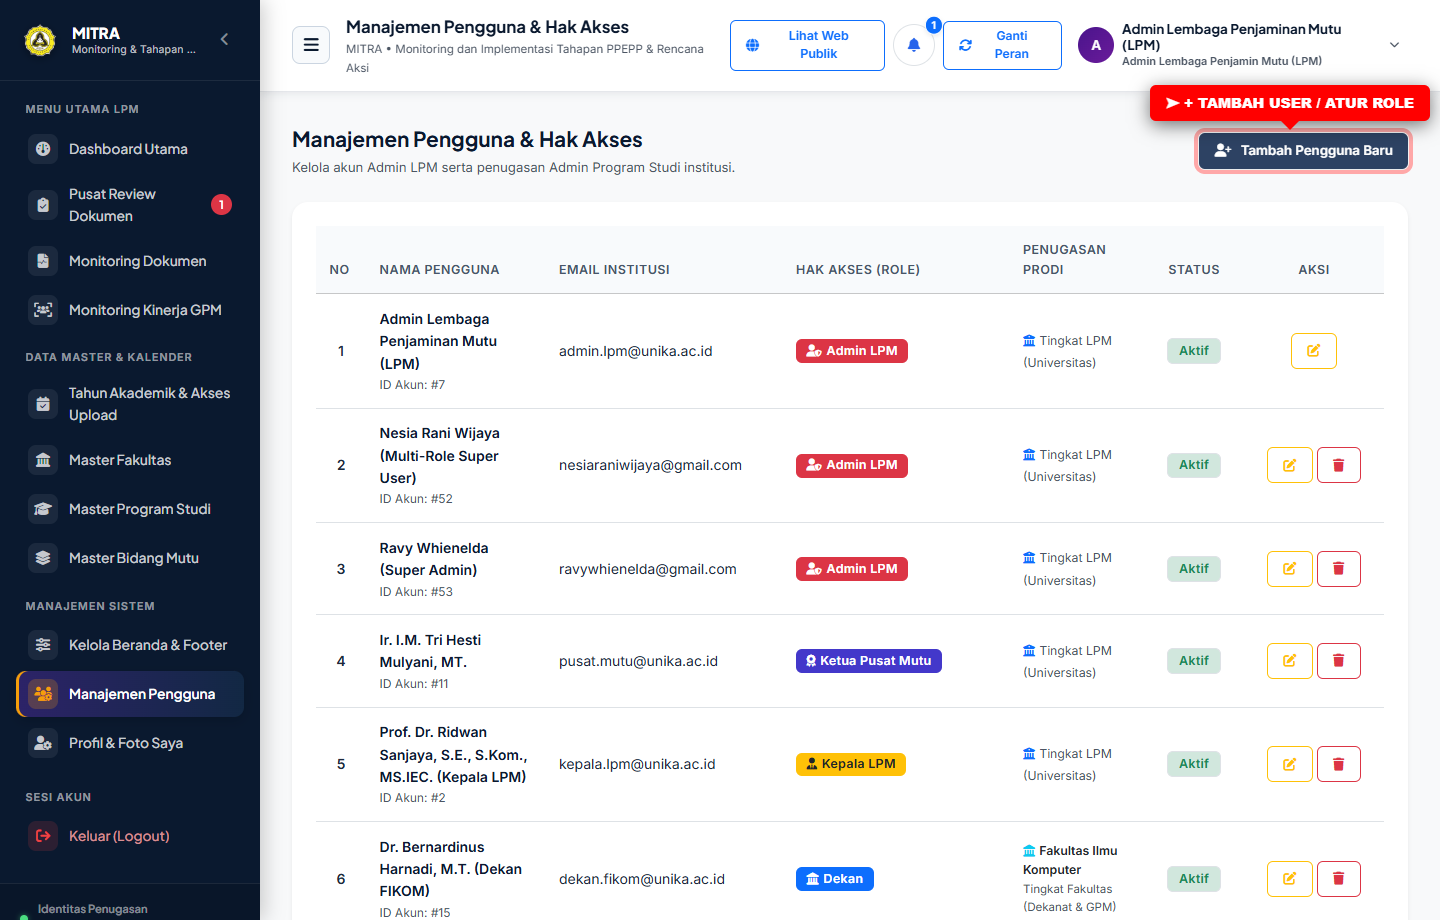 MITRA
Monitoring & Tahapan ...
MENU UTAMA LPM
Dashboard Utama
Pusat Review
Dokumen
1
Monitoring Dokumen
Monitoring Kinerja GPM
DATA MASTER & KALENDER
Tahun Akademik & Akses
Upload
Master Fakultas
Master Program Studi
Master Bidang Mutu
MANAJEMEN SISTEM
Kelola Beranda & Footer
Manajemen Pengguna
Profil & Foto Saya
SESI AKUN
Keluar (Logout)
Identitas Penugasan
Manajemen Pengguna & Hak Akses
MITRA • Monitoring dan Implementasi Tahapan PPEPP & Rencana
Aksi
Lihat Web
Publik
1
Ganti
Peran
A
Admin Lembaga Penjaminan Mutu
(LPM)
Admin Lembaga Penjamin Mutu (LPM)
➤ + TAMBAH USER / ATUR ROLE
Manajemen Pengguna & Hak Akses
Kelola akun Admin LPM serta penugasan Admin Program Studi institusi.
Tambah Pengguna Baru
NO NAMA PENGGUNA EMAIL INSTITUSI HAK AKSES (ROLE) PENUGASAN PRODI STATUS AKSI
1
Admin Lembaga
Penjaminan Mutu
(LPM)
ID Akun: #7
admin.lpm@unika.ac.id
Admin LPM
Tingkat LPM
(Universitas)
Aktif
2
Nesia Rani Wijaya
(Multi-Role Super
User)
ID Akun: #52
nesiaraniwijaya@gmail.com
Admin LPM
Tingkat LPM
(Universitas)
Aktif
3
Ravy Whienelda
(Super Admin)
ID Akun: #53
ravywhienelda@gmail.com
Admin LPM
Tingkat LPM
(Universitas)
Aktif
4
Ir. I.M. Tri Hesti
Mulyani, MT.
ID Akun: #11
pusat.mutu@unika.ac.id
Ketua Pusat Mutu
Tingkat LPM
(Universitas)
Aktif
5
Prof. Dr. Ridwan
Sanjaya, S.E., S.Kom.,
MS.IEC. (Kepala LPM)
ID Akun: #2
kepala.lpm@unika.ac.id
Kepala LPM
Tingkat LPM
(Universitas)
Aktif
6
Dr. Bernardinus
Harnadi, M.T. (Dekan
FIKOM)
ID Akun: #15
dekan.fikom@unika.ac.id
Dekan
Fakultas Ilmu
Komputer
Tingkat Fakultas
(Dekanat & GPM)
Aktif